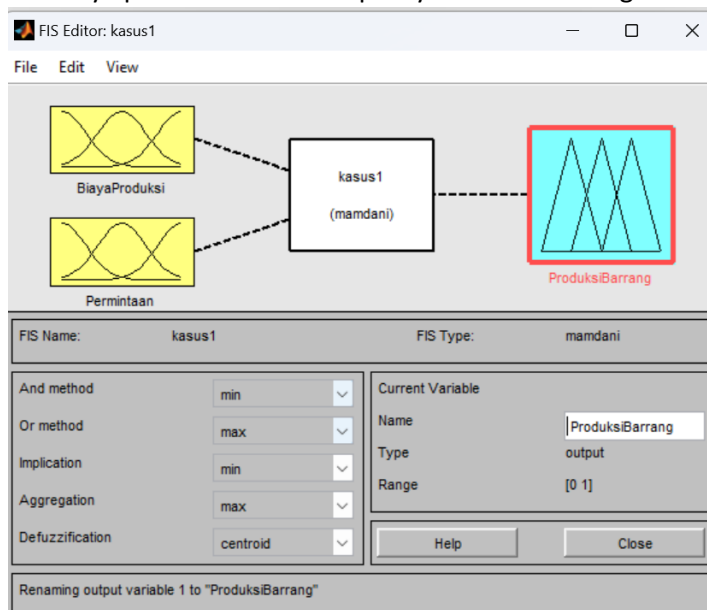 FIS Editor: kasus1
File Edit View
BiayaProduksi
Permintaan
kasus1
(mamdani)
ProduksiBarrang
FIS Name: kasus1 FIS Type: mamdani
And method min
Or method max
Implication min
Aggregation max
Defuzzification centroid
Current Variable
Name ProduksiBarrang
Type output
Range [0 1]
Help Close
Renaming output variable 1 to "ProduksiBarrang"